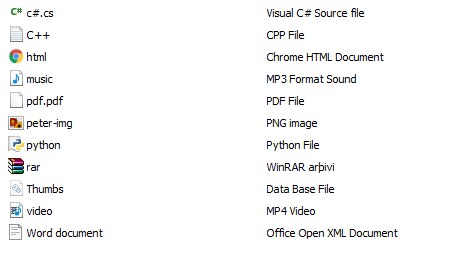 C# c#.cs Visual C# Source file
C++ CPP File
html Chrome HTML Document
music MP3 Format Sound
pdf.pdf PDF File
peter-img PNG image
python Python File
rar WinRAR arþivi
Thumbs Data Base File
video MP4 Video
Word document Office Open XML Document